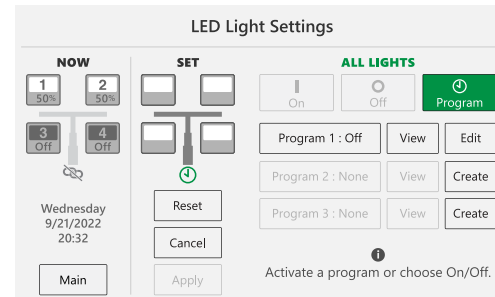 LED Light Settings
NOW
1
50%
2
50%
3
Off
4
Off
Wednesday
9/21/2022
20:32
Main
SET
Reset
Cancel
Apply
ALL LIGHTS
On
Off
Program
Program 1 : Off
View
Edit
Program 2 : None
View
Create
Program 3 : None
View
Create
Activate a program or choose On/Off.